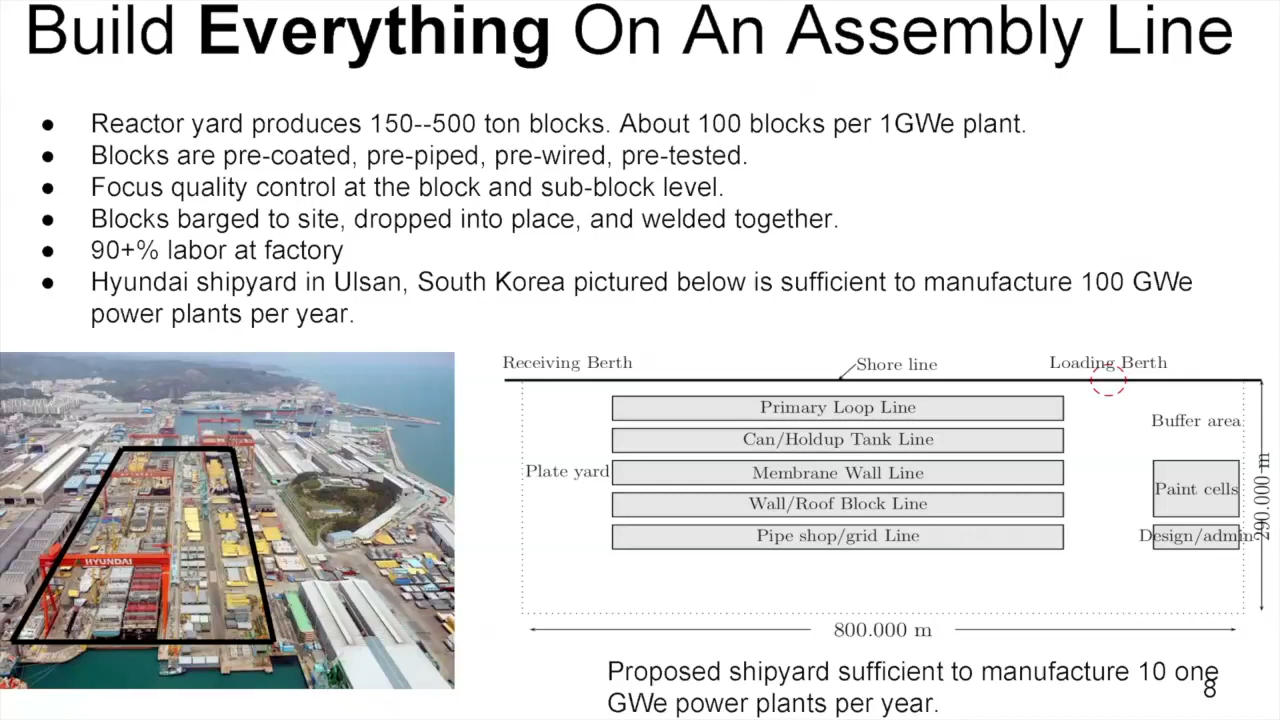 Build Everything On An Assembly Line
● Reactor yard produces 150--500 ton blocks. About 100 blocks per 1GWe plant.
● Blocks are pre-coated, pre-piped, pre-wired, pre-tested.
● Focus quality control at the block and sub-block level.
● Blocks barged to site, dropped into place, and welded together.
● 90+% labor at factory
● Hyundai shipyard in Ulsan, South Korea pictured below is sufficient to manufacture 100 GWe
power plants per year.
HYUNDAI
Receiving Berth
Shore line
Loading Berth
Primary Loop Line
Buffer area
Can/Holdup Tank Line
Plate yard
Membrane Wall Line
Paint cells
Wall/Roof Block Line
Pipe shop/grid Line
Design/admin
290.000 m
800.000 m
Proposed shipyard sufficient to manufacture 10 one
GWe power plants per year.
8